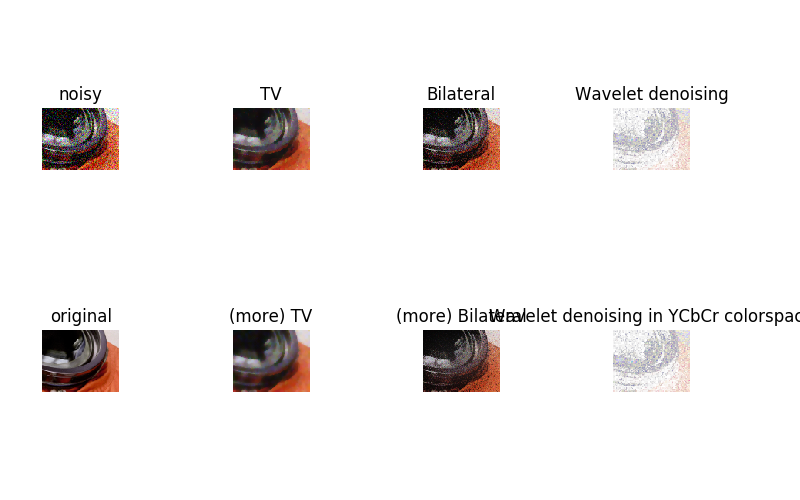 noisy
TV
Bilateral
Wavelet denoising
original
(more) TV
(more) Bilateral
Wavelet denoising in YCbCr colorspac